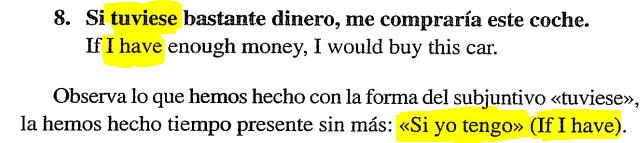 8. Si tuviese bastante dinero, me compraría este coche.
If I have enough money, I would buy this car.
Observa lo que hemos hecho con la forma del subjuntivo «tuviese»,
la hemos hecho tiempo presente sin más: «Si yo tengo» (If I have).